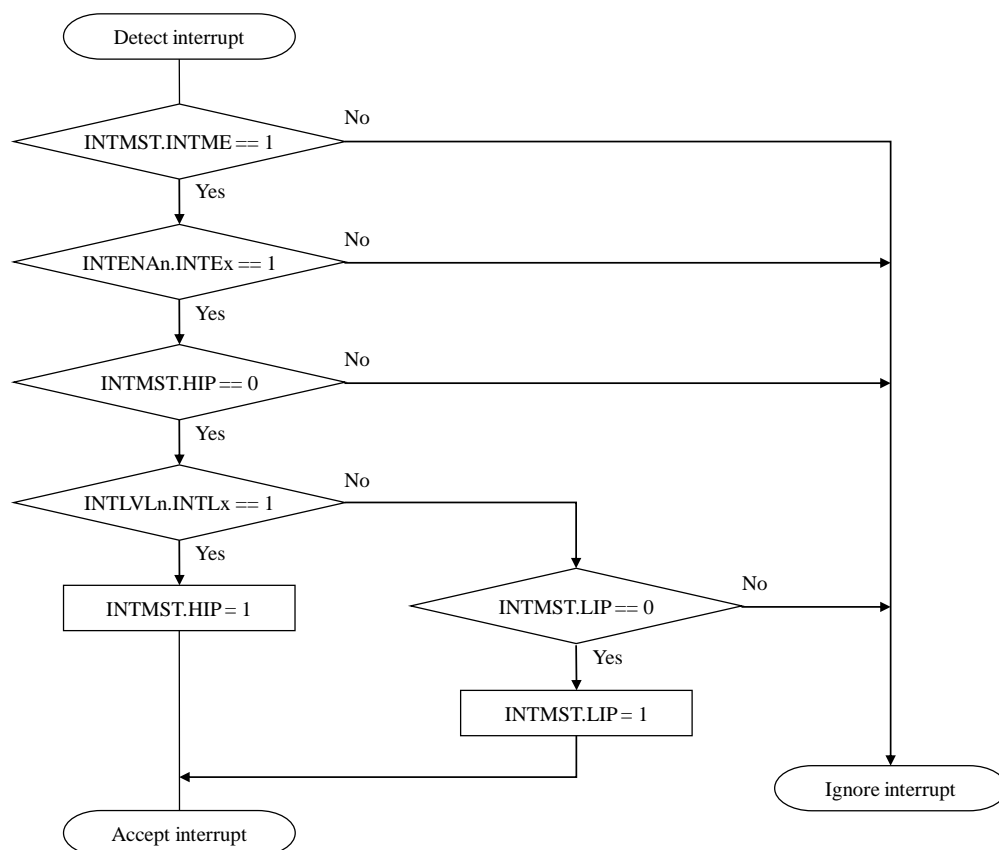 Detect interrupt
No
INTMST.INTME == 1
Yes
No
INTENAn.INTEx == 1
Yes
No
INTMST.HIP == 0
Yes
No
INTLVLn.INTLx == 1
Yes
No
INTMST.HIP = 1
INTMST.LIP == 0
Yes
INTMST.LIP = 1
Ignore interrupt
Accept interrupt